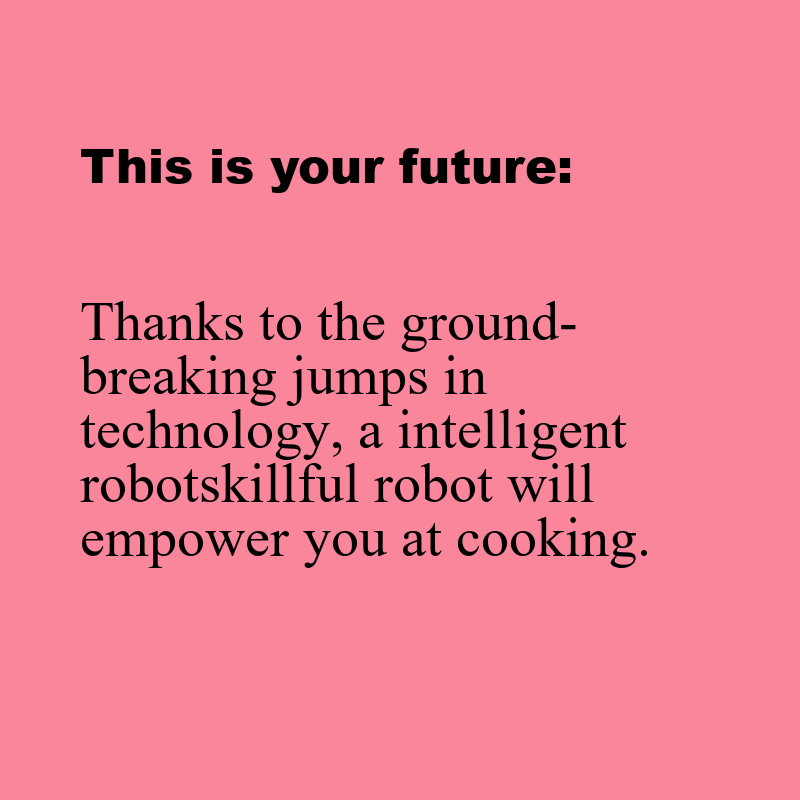 This is your future:
Thanks to the ground-
breaking jumps in
technology, a intelligent
robotskillful robot will
empower you at cooking.